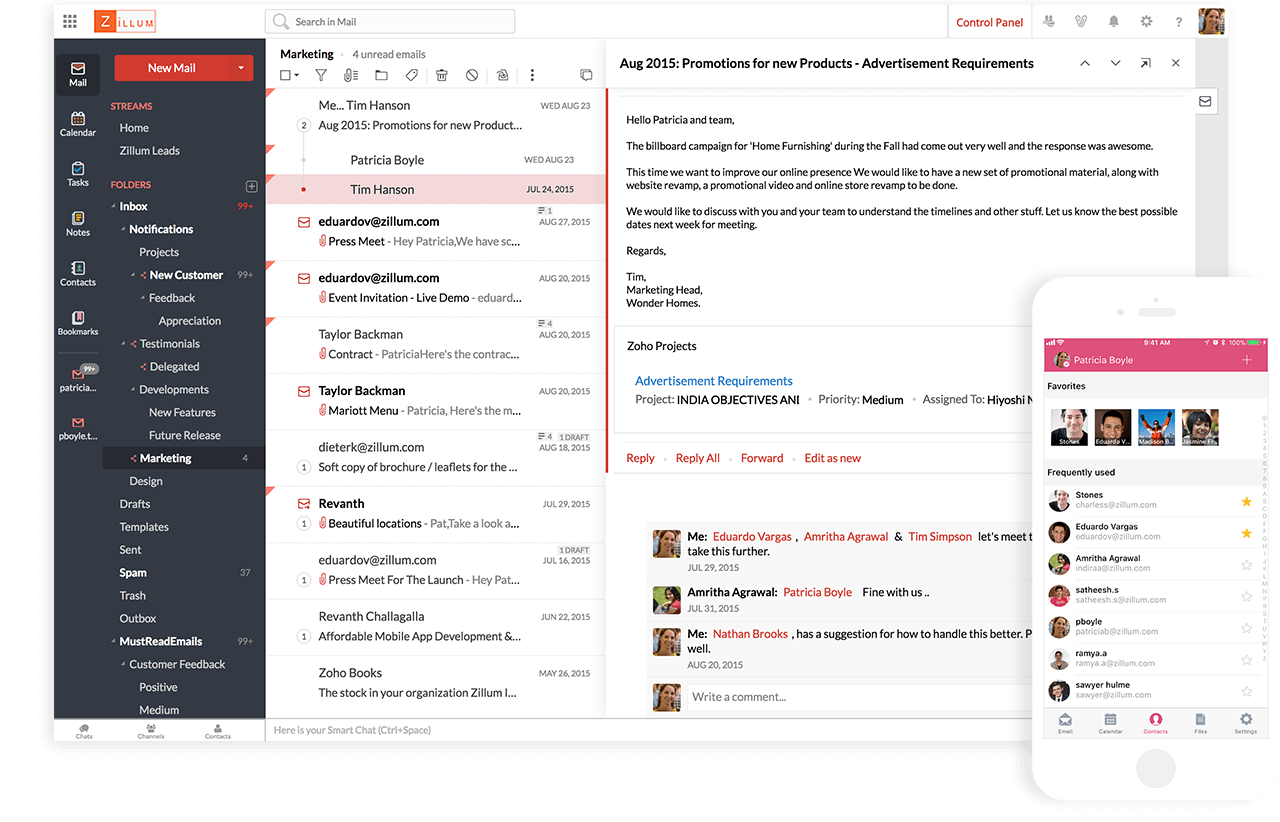 ZILLUM
Search in Mail
Control Panel
?
Mail
Calendar
Tasks
Notes
Contacts
Bookmarks
99+
patricia...
pboyle.t...
New Mail
STREAMS
Home
Zillum Leads
FOLDERS
Inbox 99+
Notifications
Projects
New Customer 99+
Feedback
Appreciation
Testimonials
Delegated
Developments
New Features
Future Release
Marketing 4
Design
Drafts
Templates
Sent
Spam 37
Trash
Outbox
MustReadEmails 99+
Customer Feedback
Positive
Medium
Chats
Channels
Contacts
Marketing 4 unread emails
Me... Tim Hanson WED AUG 23
2 Aug 2015: Promotions for new Product...
Patricia Boyle WED AUG 23
Tim Hanson JUL 24, 2015
1
eduardov@zillum.com AUG 27, 2015
Press Meet - Hey Patricia,We have sc...
eduardov@zillum.com AUG 20, 2015
Event Invitation - Live Demo - eduard...
4
Taylor Backman AUG 20, 2015
Contract - PatriciaHere's the contrac...
Taylor Backman AUG 20, 2015
Mariott Menu - Patricia, Here's the m...
4 1 DRAFT
dieterk@zillum.com AUG 18, 2015
1 Soft copy of brochure / leaflets for the ...
Revanth JUL 29, 2015
1 Beautiful locations - Pat,Take a look a...
1 DRAFT
eduardov@zillum.com JUL 16, 2015
1 Press Meet For The Launch - Hey Pat...
Revanth Challagalla JUN 22, 2015
1 Affordable Mobile App Development &...
Zoho Books MAY 26, 2015
The stock in your organization Zillum I...
Here is your Smart Chat (Ctrl+Space)
Aug 2015: Promotions for new Products - Advertisement Requirements
Hello Patricia and team,
The billboard campaign for 'Home Furnishing' during the Fall had come out very well and the response was awesome.
This time we want to improve our online presence We would like to have a new set of promotional material, along with
website revamp, a promotional video and online store revamp to be done.
We would like to discuss with you and your team to understand the timelines and other stuff. Let us know the best possible
dates next week for meeting.
Regards,
Tim,
Marketing Head,
Wonder Homes.
Zoho Projects
Advertisement Requirements
Project: INDIA OBJECTIVES AND • Priority: Medium • Assigned To: Hiyoshi
Reply Reply All Forward Edit as new
Me: Eduardo Vargas , Amritha Agrawal & Tim Simpson let's meet
take this further.
JUL 29, 2015
Amritha Agrawal: Patricia Boyle Fine with us ..
JUL 31, 2015
Me: Nathan Brooks , has a suggestion for how to handle this better.
well.
AUG 20, 2015
Write a comment...
9:41 AM 100%
Patricia Boyle +
Favorites
Stones
Eduardo V...
Madison B...
Jasmine Fr...
Frequently used
Stones
charless@zillum.com
Eduardo Vargas
eduardov@zillum.com
Amritha Agrawal
indiraa@zillum.com
satheesh.s
satheesh.s@zillum.com
pboyle
patriciab@zillum.com
ramya.a
ramya.a@zillum.com
sawyer hulme
sawyer@zillum.com
Email
Calendar
Contacts
Files
Settings